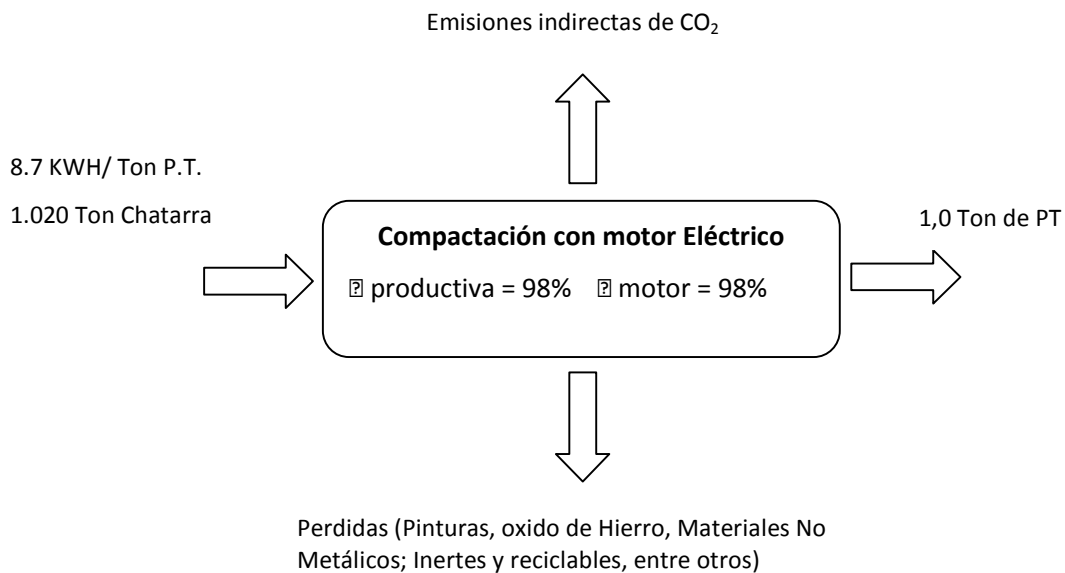 Emisiones indirectas de CO₂
8.7 KWH/ Ton P.T.
1.020 Ton Chatarra
Compactación con motor Eléctrico
productiva = 98% motor = 98%
1,0 Ton de PT
Perdidas (Pinturas, oxido de Hierro, Materiales No
Metálicos; Inertes y reciclables, entre otros)